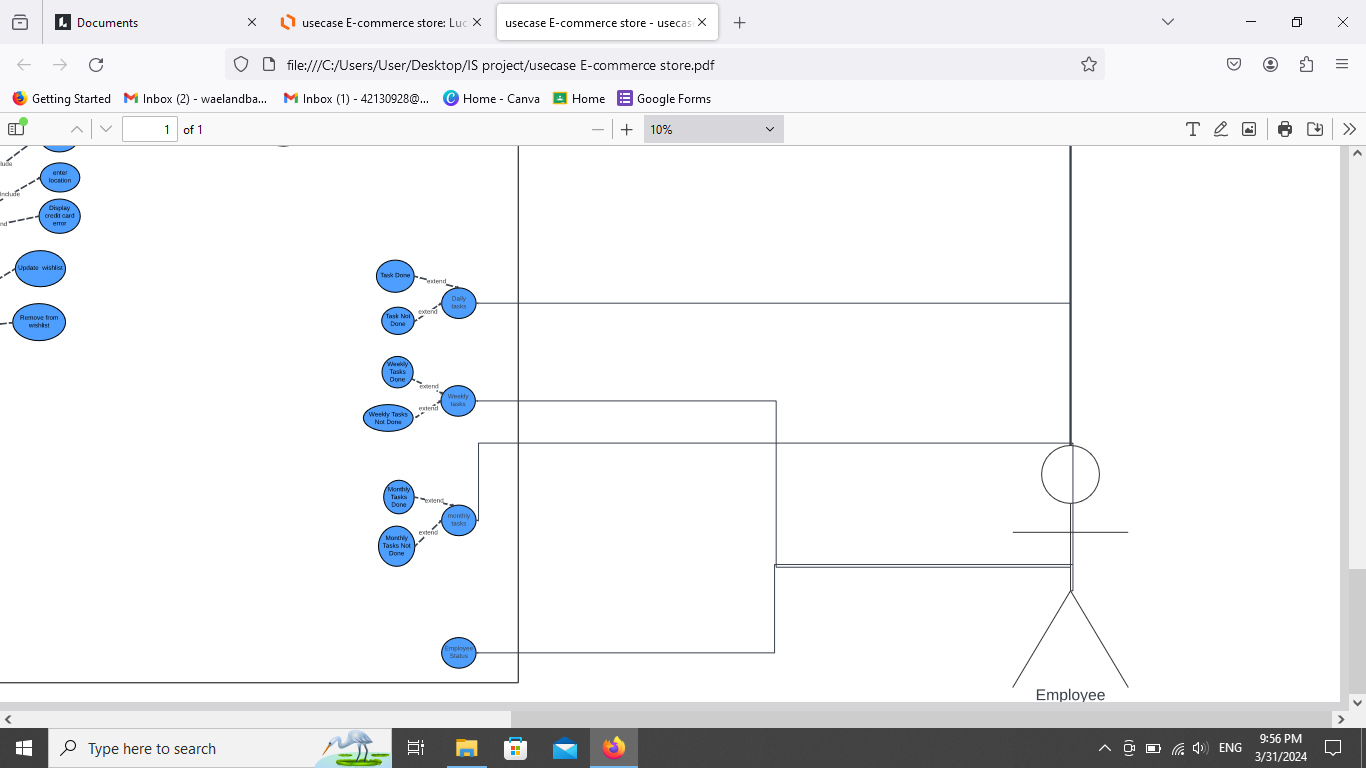 Documents
usecase E-commerce store: Luc
usecase E-commerce store - usecas
file:///C:/Users/User/Desktop/IS project/usecase E-commerce store.pdf
Getting Started
Inbox (2) - waelandba...
Inbox (1) - 42130928@...
Home - Canva
Home
Google Forms
1
of 1
10%
lude
enter
location
Include
Display
credit card
error
nd
Update wishlist
Remove from
wishlist
Task Done
extend
Daily
tasks
extend
Task Not
Done
Weekly
Tasks
Done
extend
Weekly
tasks
extend
Weekly Tasks
Not Done
Monthly
Tasks
Done
extend
monthly
tasks
extend
Monthly
Tasks Not
Done
Employee
Status
Employee
Type here to search
ENG
9:56 PM
3/31/2024